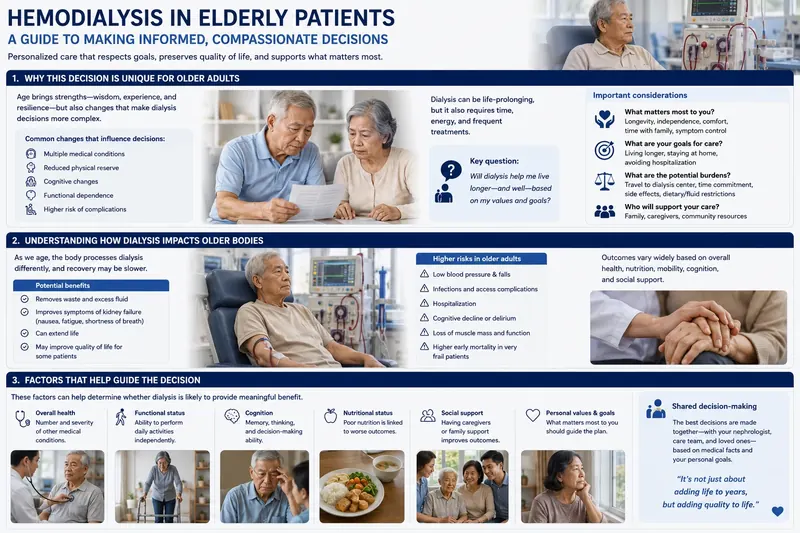 HEMODIALYSIS IN ELDERLY PATIENTS
A GUIDE TO MAKING INFORMED, COMPASSIONATE DECISIONS
Personalized care that respects goals, preserves quality of life, and supports what matters most.
1. WHY THIS DECISION IS UNIQUE FOR OLDER ADULTS
Age brings strengths—wisdom, experience, and
resilience—but also changes that make dialysis
decisions more complex.
Common changes that influence decisions:
Multiple medical conditions
Reduced physical reserve
Cognitive changes
Functional dependence
Higher risk of complications
Dialysis can be life-prolonging,
but it also requires time,
energy, and frequent
treatments.
Key question:
Will dialysis help me live
longer—and well—based on
my values and goals?
Important considerations
What matters most to you?
Longevity, independence, comfort,
time with family, symptom control
What are your goals for care?
Living longer, staying at home,
avoiding hospitalization
What are the potential burdens?
Travel to dialysis center, time commitment,
side effects, dietary/fluid restrictions
Who will support your care?
Family, caregivers, community resources
2. UNDERSTANDING HOW DIALYSIS IMPACTS OLDER BODIES
As we age, the body processes dialysis
differently, and recovery may be slower.
Potential benefits
Removes waste and excess fluid
Improves symptoms of kidney failure
(nausea, fatigue, shortness of breath)
Can extend life
May improve quality of life for
some patients
Higher risks in older adults
Low blood pressure & falls
Infections and access complications
Hospitalization
Cognitive decline or delirium
Loss of muscle mass and function
Higher early mortality in very
frail patients
Outcomes vary widely based on overall
health, nutrition, mobility, cognition,
and social support.
3. FACTORS THAT HELP GUIDE THE DECISION
These factors can help determine whether dialysis is likely to provide meaningful benefit.
Overall health
Number and severity
of other medical
conditions.
Functional status
Ability to perform
daily activities
independently.
Cognition
Memory, thinking,
and decision-making
ability.
Nutritional status
Poor nutrition is linked
to worse outcomes.
Social support
Having caregivers
or family support
improves outcomes.
Personal values & goals
What matters most to you
should guide the plan.
Shared decision-making
The best decisions are made
together—with your nephrologist,
care team, and loved ones—
based on medical facts and
your personal goals.
"It's not just about
adding life to years,
but adding quality to life."